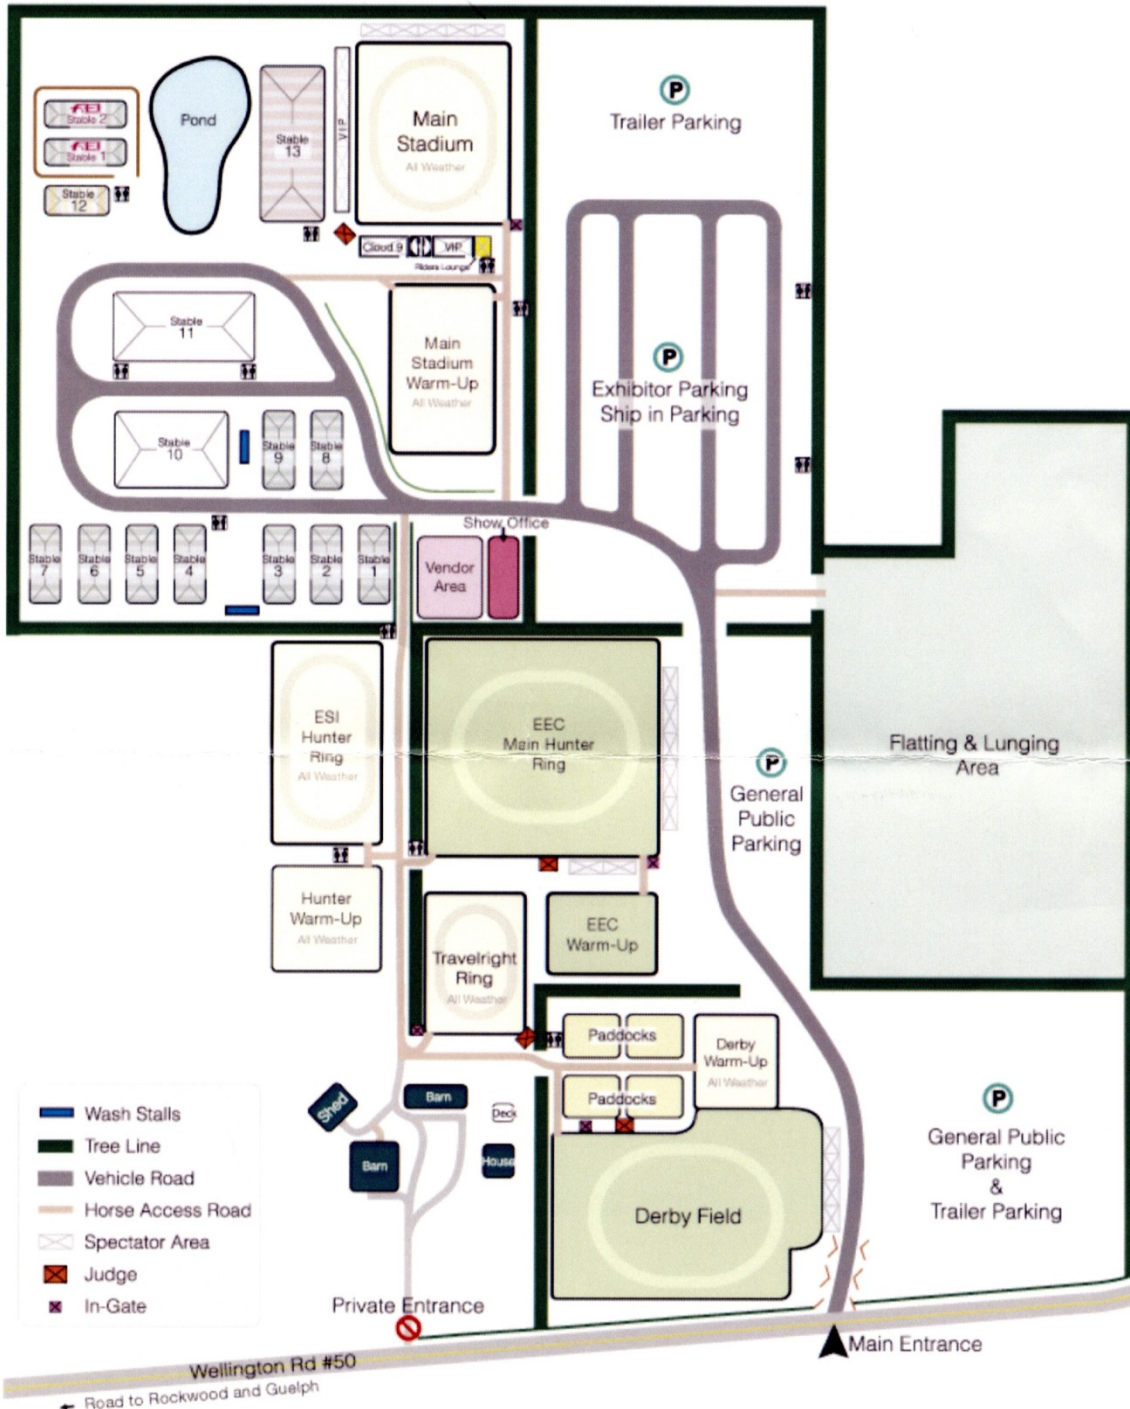 Main
Stadium
All Weather
P
Trailer Parking
FEI
Stable 2
FEI
Stable 1
Stable
12
Pond
Stable
13
VIP
Cloud 9
VIP
Riders Lounge
Stable
11
Main
Stadium
Warm-Up
All Weather
P
Exhibitor Parking
Ship in Parking
Stable
10
Stable
9
Stable
8
Show Office
Stable
7
Stable
6
Stable
5
Stable
4
Stable
3
Stable
2
Stable
1
Vendor
Area
ESI
Hunter
Ring
All Weather
EEC
Main Hunter
Ring
P
General
Public
Parking
Flatting & Lunging
Area
Hunter
Warm-Up
All Weather
EEC
Warm-Up
Travelright
Ring
All Weather
Paddocks
Derby
Warm-Up
All Weather
Paddocks
Shed
Barn
Deck
Barn
House
Derby Field
P
General Public
Parking
&
Trailer Parking
Wash Stalls
Tree Line
Vehicle Road
Horse Access Road
Spectator Area
Judge
In-Gate
Private Entrance
Main Entrance
Wellington Rd #50
Road to Rockwood and Guelph